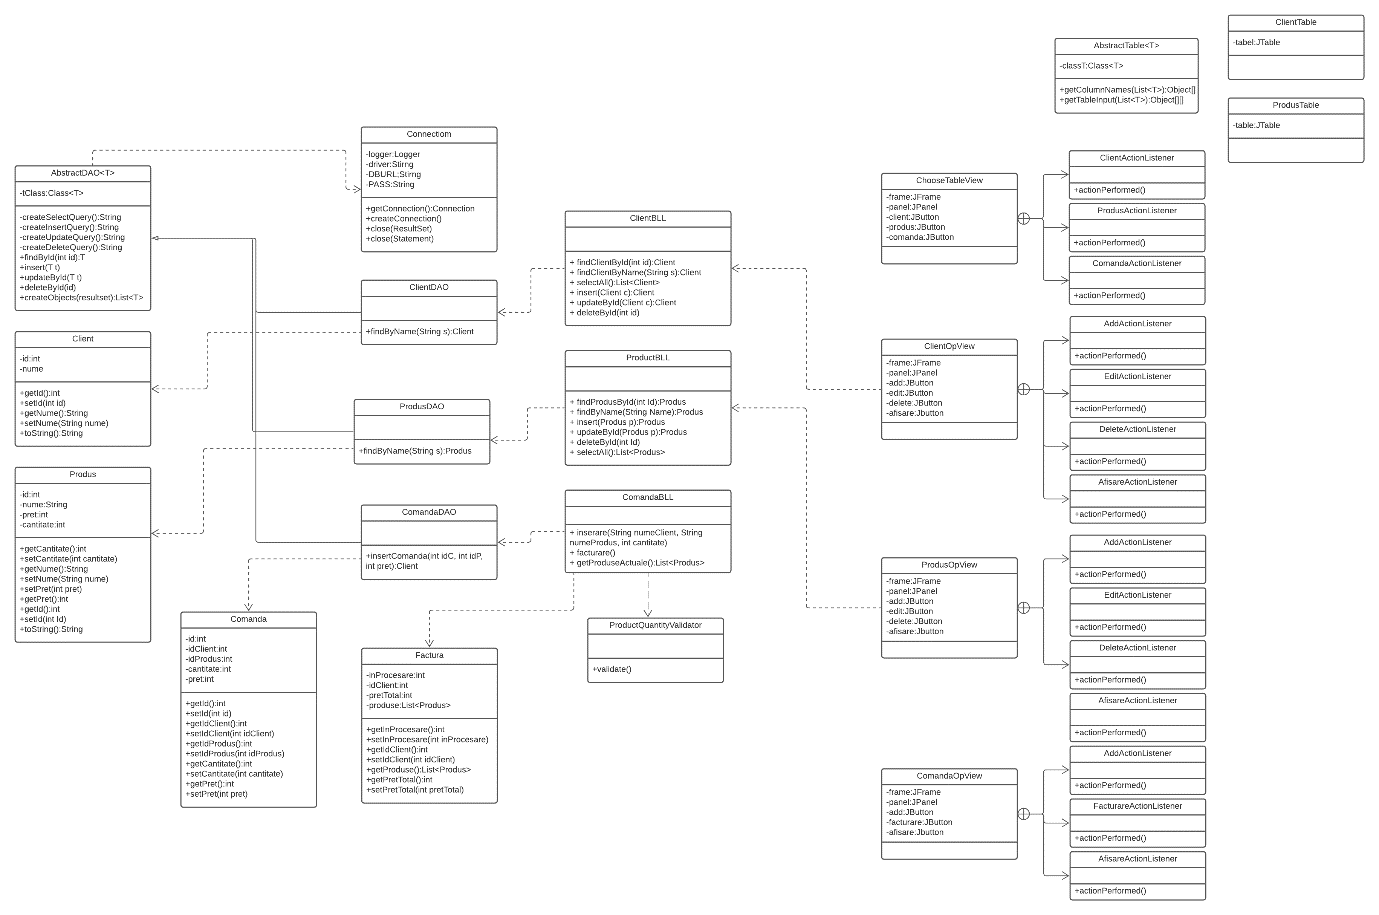 AbstractDAO<T>
-tClass:Class<T>
-createSelectQuery():String
-createInsertQuery():String
-createUpdateQuery():String
-createDeleteQuery():String
+findById(int id):T
+insert(T t)
+updateById(T t)
+deleteById(id)
+createObjects(resultset):List<T>
Client
-id:int
-nume
+getId():int
+setId(int id)
+getNume():String
+setNume(String nume)
+toString():String
Produs
-id:int
-nume:String
-pret:int
-cantitate:int
+getCantitate():int
+setCantitate(int cantitate)
+getNume():String
+setNume(String nume)
+setPret(int pret)
+getPret():int
+getId():int
+setId(int Id)
+toString():String
Comanda
-id:int
-idClient:int
-idProdus:int
-cantitate:int
-pret:int
+getId():int
+setId(int id)
+getIdClient():int
+setIdClient(int idClient)
+getIdProdus():int
+setIdProdus(int idProdus)
+getCantitate():int
+setCantitate(int cantitate)
+getPret():int
+setPret(int pret)
Connectiom
-logger:Logger
-driver:Stirng
-DBURL;Stirng
-PASS:String
+getConnection():Connection
+createConnection()
+close(ResultSet)
+close(Statement)
ClientDAO
+findByName(String s):Client
ProdusDAO
+findByName(String s):Produs
ComandaDAO
+insertComanda(int idC, int idP,
int pret):Client
Factura
-inProcesare:int
-idClient:int
-pretTotal:int
-produse:List<Produs>
+getInProcesare():int
+setInProcesare(int inProcesare)
+getIdClient():int
+setIdClient(int idClient)
+getProduse():List<Produs>
+getPretTotal():int
+setPretTotal(int pretTotal)
ClientBLL
+ findClientById(int id):Client
+ findClientByName(String s):Client
+ selectAll():List<Client>
+ insert(Client c):Client
+ updateById(Client c):Client
+ deleteById(int id)
ProductBLL
+ findProdusById(int Id):Produs
+ findByName(String Name):Produs
+ insert(Produs p):Produs
+ updateById(Produs p):Produs
+ deleteById(int Id)
+ selectAll():List<Produs>
ComandaBLL
+ inserare(String numeClient, String
numeProdus, int cantitate)
+ facturare()
+ getProduseActuale():List<Produs>
ProductQuantityValidator
+validate()
ChooseTableView
-frame:JFrame
-panel:JPanel
-client:JButton
-produs:JButton
-comanda:JButton
ClientOpView
-frame:JFrame
-panel:JPanel
-add:JButton
-edit:JButton
-delete:JButton
-afisare:Jbutton
ProdusOpView
-frame:JFrame
-panel:JPanel
-add:JButton
-edit:JButton
-delete:JButton
-afisare:Jbutton
ComandaOpView
-frame:JFrame
-panel:JPanel
-add:JButton
-facturare:JButton
-afisare:Jbutton
AbstractTable<T>
-classT:Class<T>
+getColumnNames(List<T>):Object[]
+getTableInput(List<T>):Object[][]
ClientTable
-tabel:JTable
ProdusTable
-table:JTable
ClientActionListener
+actionPerformed()
ProdusActionListener
+actionPerformed()
ComandaActionListener
+actionPerformed()
AddActionListener
+actionPerformed()
EditActionListener
+actionPerformed()
DeleteActionListener
+actionPerformed()
AfisareActionListener
+actionPerformed()
AddActionListener
+actionPerformed()
EditActionListener
+actionPerformed()
DeleteActionListener
+actionPerformed()
AfisareActionListener
+actionPerformed()
AddActionListener
+actionPerformed()
FacturareActionListener
+actionPerformed()
AfisareActionListener
+actionPerformed()